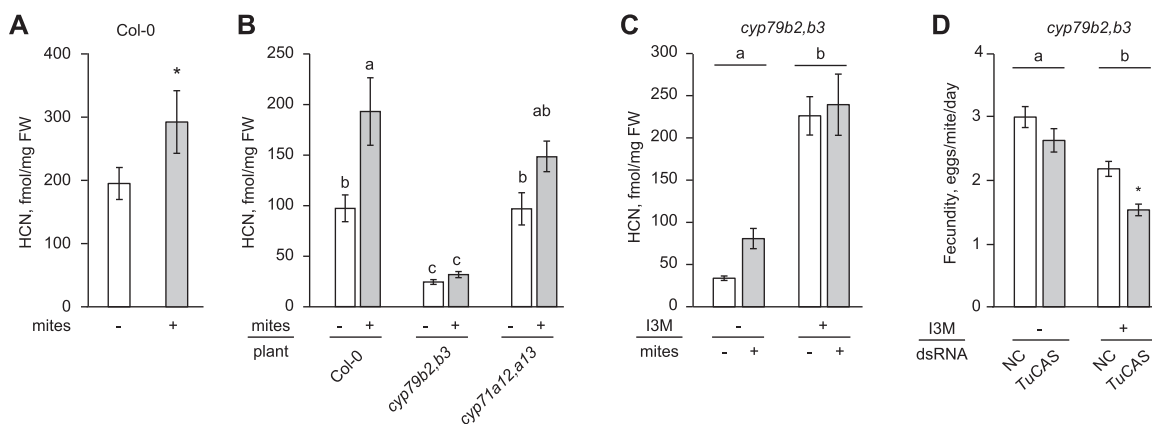 A
Col-0
HCN, fmol/mg FW
400
300
200
100
0
*
mites - +
B
HCN, fmol/mg FW
250
200
150
100
50
0
b a c c b ab
mites - + - + - +
plant
Col-0
cyp79b2,b3
cyp71a12,a13
C
cyp79b2,b3
HCN, fmol/mg FW
300
250
200
150
100
50
0
a b
I3M - +
mites - + - +
D
cyp79b2,b3
Fecundity, eggs/mite/day
4
3
2
1
0
a b
*
I3M - +
dsRNA
NC
TuCAS
NC
TuCAS